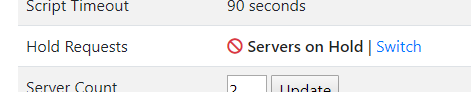 Script Timeout 90 seconds
Hold Requests Servers on Hold | Switch
Server Count 2 Update